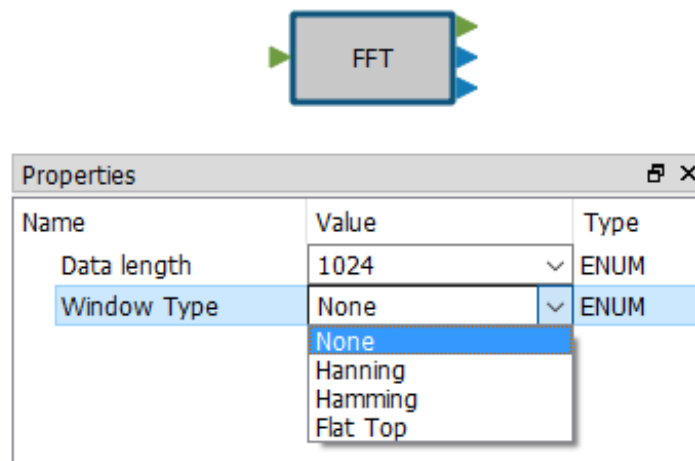 FFT
Properties
Name Value Type
Data length 1024 ENUM
Window Type None ENUM
None
Hanning
Hamming
Flat Top